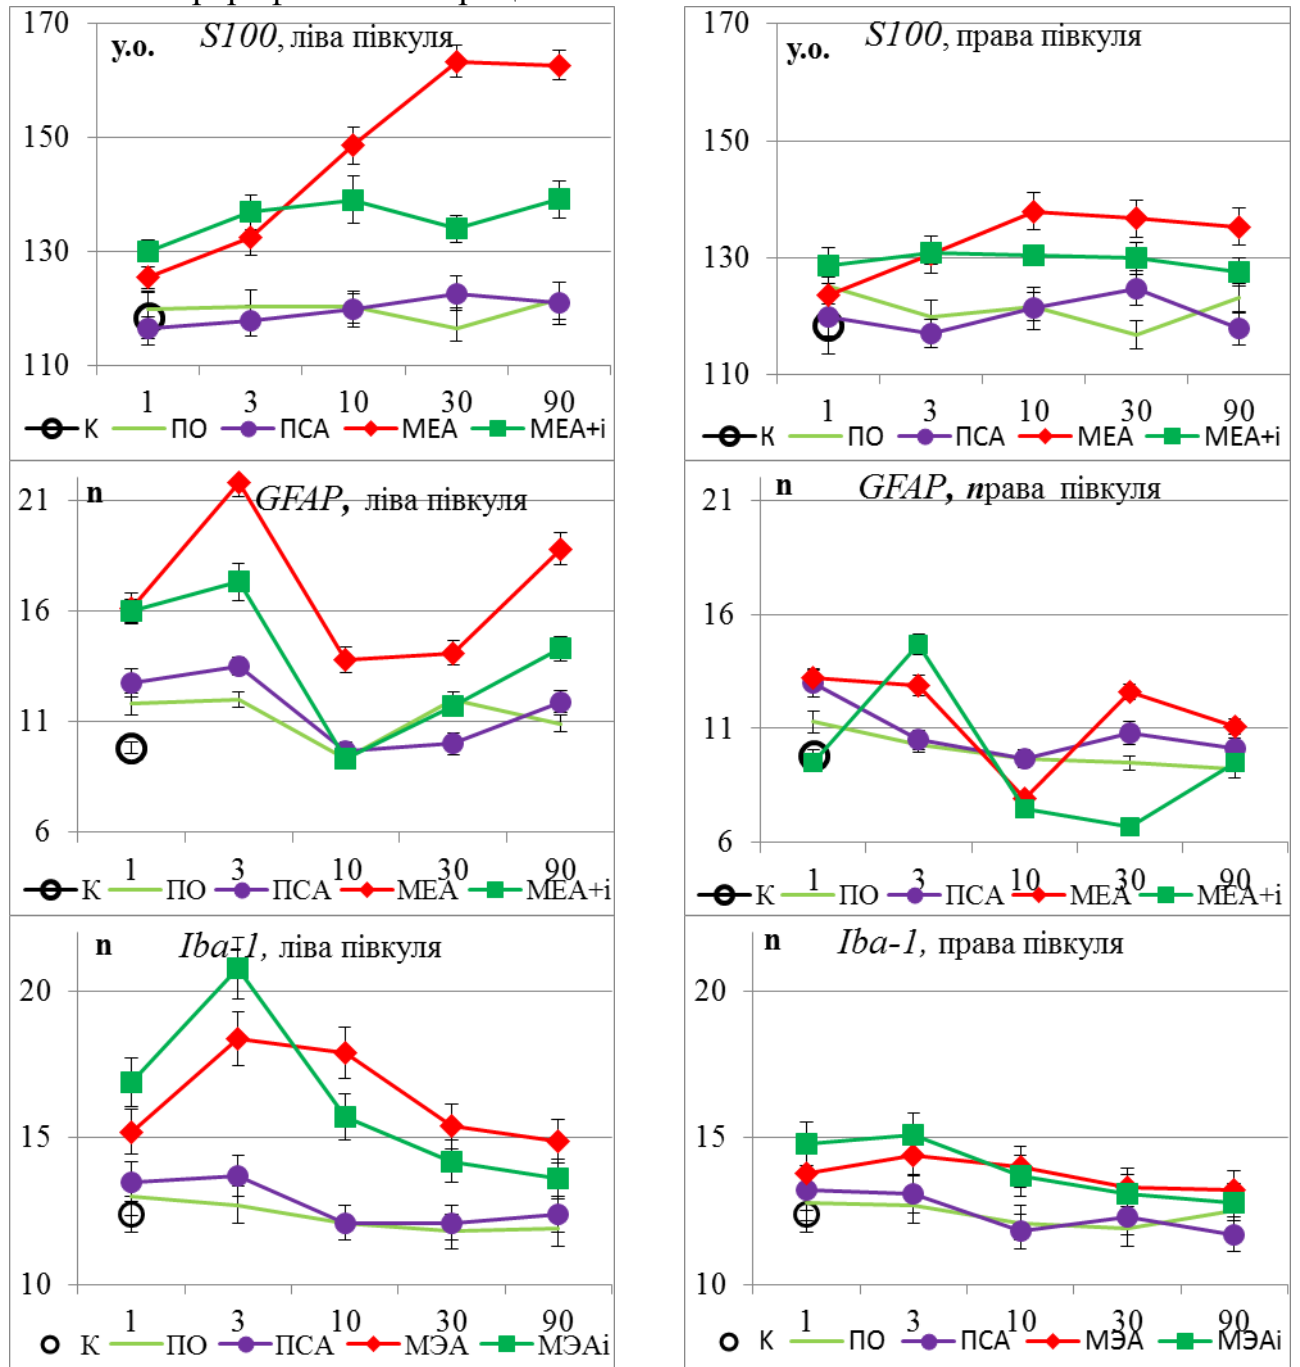 170
у.о.
S100, ліва півкуля
150
130
110
1 3 10 30 90
К ПО ПСА МЕА МЕА+і
170
у.о.
S100, права півкуля
150
130
110
1 3 10 30 90
К ПО ПСА МЕА МЕА+і
n
GFAP, ліва півкуля
21
16
11
6
1 3 10 30 90
К ПО ПСА МЕА МЕА+і
n
GFAP, права півкуля
21
16
11
6
1 3 10 30 90
К ПО ПСА МЕА МЕА+і
n
Iba-1, ліва півкуля
20
15
10
1 3 10 30 90
К ПО ПСА МЭА МЭАі
n
Iba-1, права півкуля
20
15
10
1 3 10 30 90
К ПО ПСА МЭА МЭАі